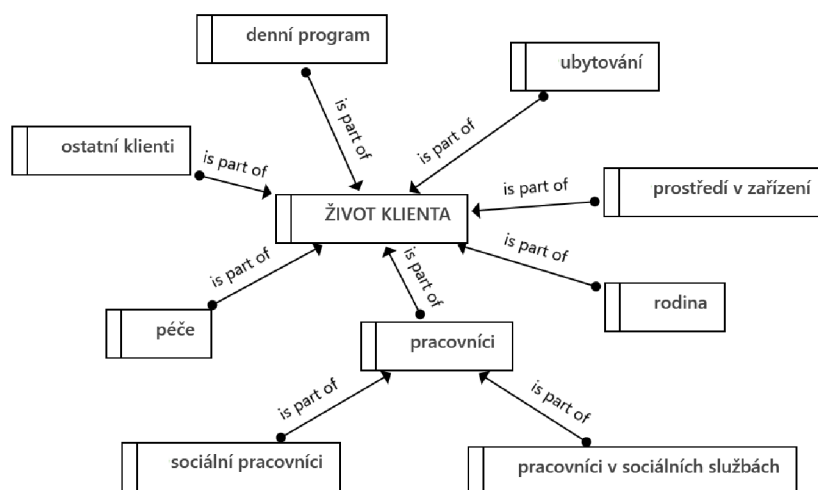 denní program
ubytování
is part of
is part of
ostatní klienti
is part of
is part of
prostředí v zařízení
ŽIVOT KLIENTA
is part of
is part of
is part of
péče
rodina
pracovníci
is part of
is part of
sociální pracovníci
pracovníci v sociálních službách